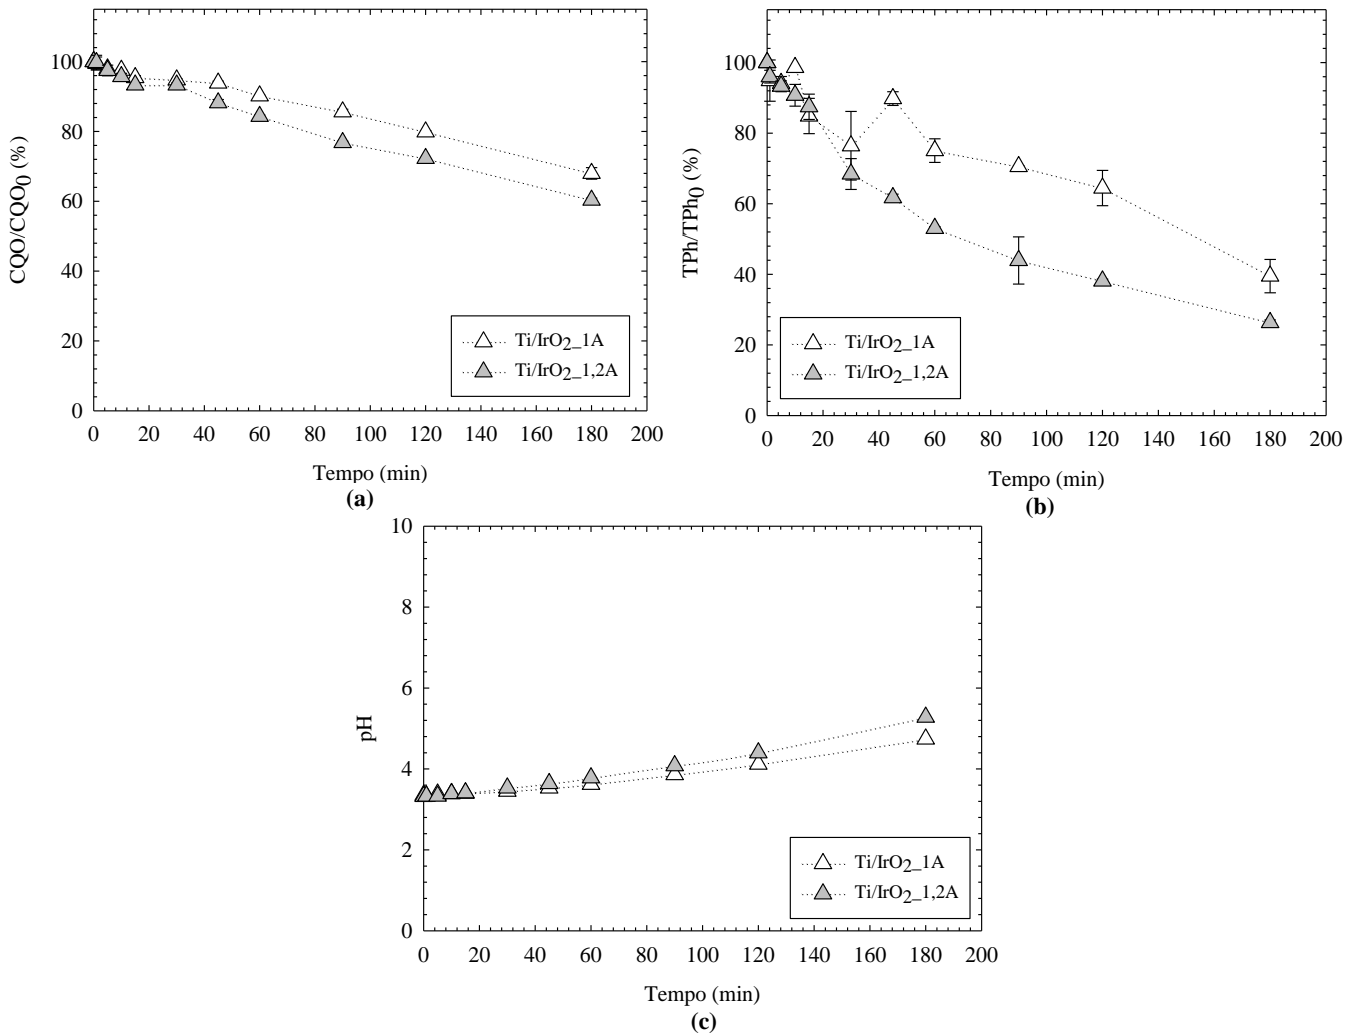 CQO/CQO0 (%)
100
80
60
40
20
0
0 20 40 60 80 100 120 140 160 180 200
Tempo (min)
Ti/IrO2_1A
Ti/IrO2_1,2A
(a)
TPh/TPh0 (%)
100
80
60
40
20
0
0 20 40 60 80 100 120 140 160 180 200
Tempo (min)
Ti/IrO2_1A
Ti/IrO2_1,2A
(b)
pH
10
8
6
4
2
0
0 20 40 60 80 100 120 140 160 180 200
Tempo (min)
Ti/IrO2_1A
Ti/IrO2_1,2A
(c)